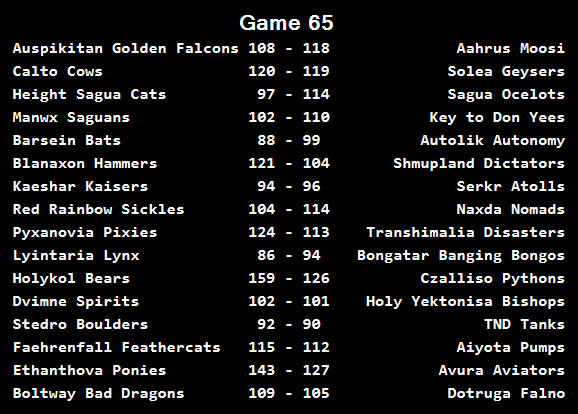 Game 65
Auspikitan Golden Falcons 108 - 118 Aahrus Moosi
Calto Cows 120 - 119 Solea Geysers
Height Sagua Cats 97 - 114 Sagua Ocelots
Manwx Saguans 102 - 110 Key to Don Yees
Barsein Bats 88 - 99 Autolik Autonomy
Blanaxon Hammers 121 - 104 Shmupland Dictators
Kaeshar Kaisers 94 - 96 Serkr Atolls
Red Rainbow Sickles 104 - 114 Naxda Nomads
Pyxanovia Pixies 124 - 113 Transhimalia Disasters
Lyintaria Lynx 86 - 94 Bongatar Banging Bongos
Holykol Bears 159 - 126 Czalliso Pythons
Dvimne Spirits 102 - 101 Holy Yektonisa Bishops
Stedro Boulders 92 - 90 TND Tanks
Faehrenfall Feathercats 115 - 112 Aiyota Pumps
Ethanthova Ponies 143 - 127 Avura Aviators
Boltway Bad Dragons 109 - 105 Dotruga Falno